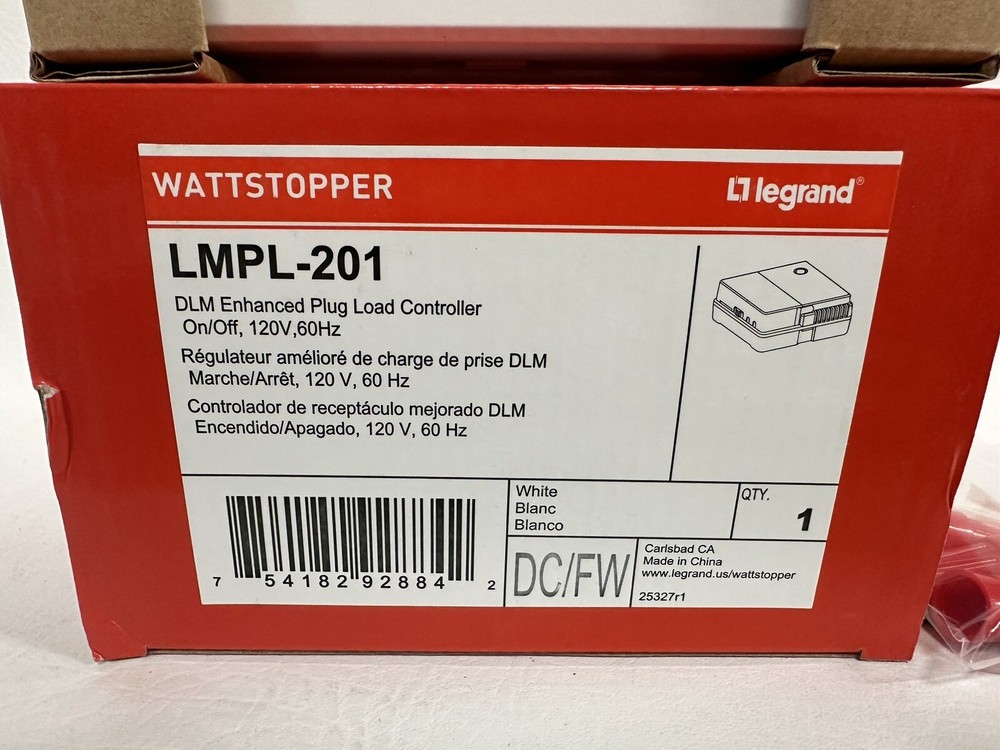 WATTSTOPPER
legrand®
LMPL-201
DLM Enhanced Plug Load Controller
On/Off, 120V,60Hz
Régulateur amélioré de charge de prise DLM
Marche/Arrêt, 120 V, 60 Hz
Controlador de receptáculo mejorado DLM
Encendido/Apagado, 120 V, 60 Hz
7 54182 92884 2
White
Blanc
Blanco
QTY.
1
DC/FW
Carlsbad CA
Made in China
www.legrand.us/wattstopper
25327r1